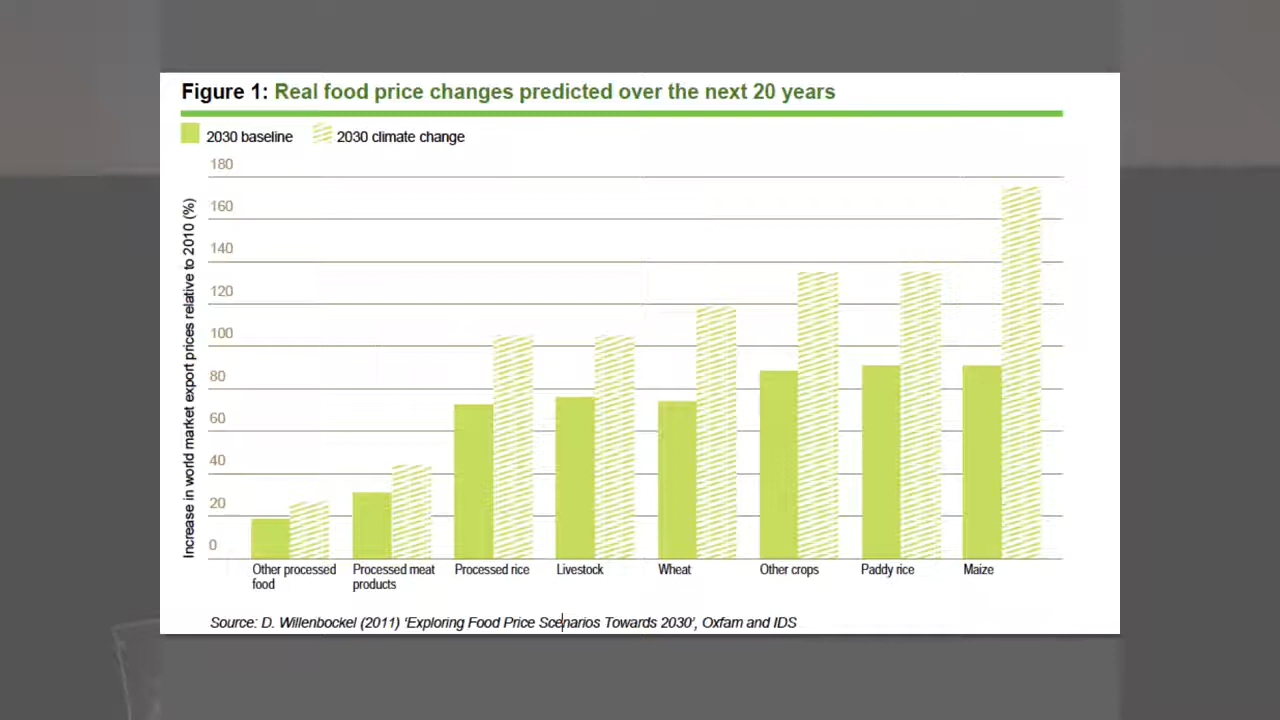 Figure 1: Real food price changes predicted over the next 20 years
2030 baseline 2030 climate change
Increase in world market export prices relative to 2010 (%)
180
160
140
120
100
80
60
40
20
0
Other processed food
Processed meat products
Processed rice
Livestock
Wheat
Other crops
Paddy rice
Maize
Source: D. Willenbockel (2011) ‘Exploring Food Price Scenarios Towards 2030’, Oxfam and IDS